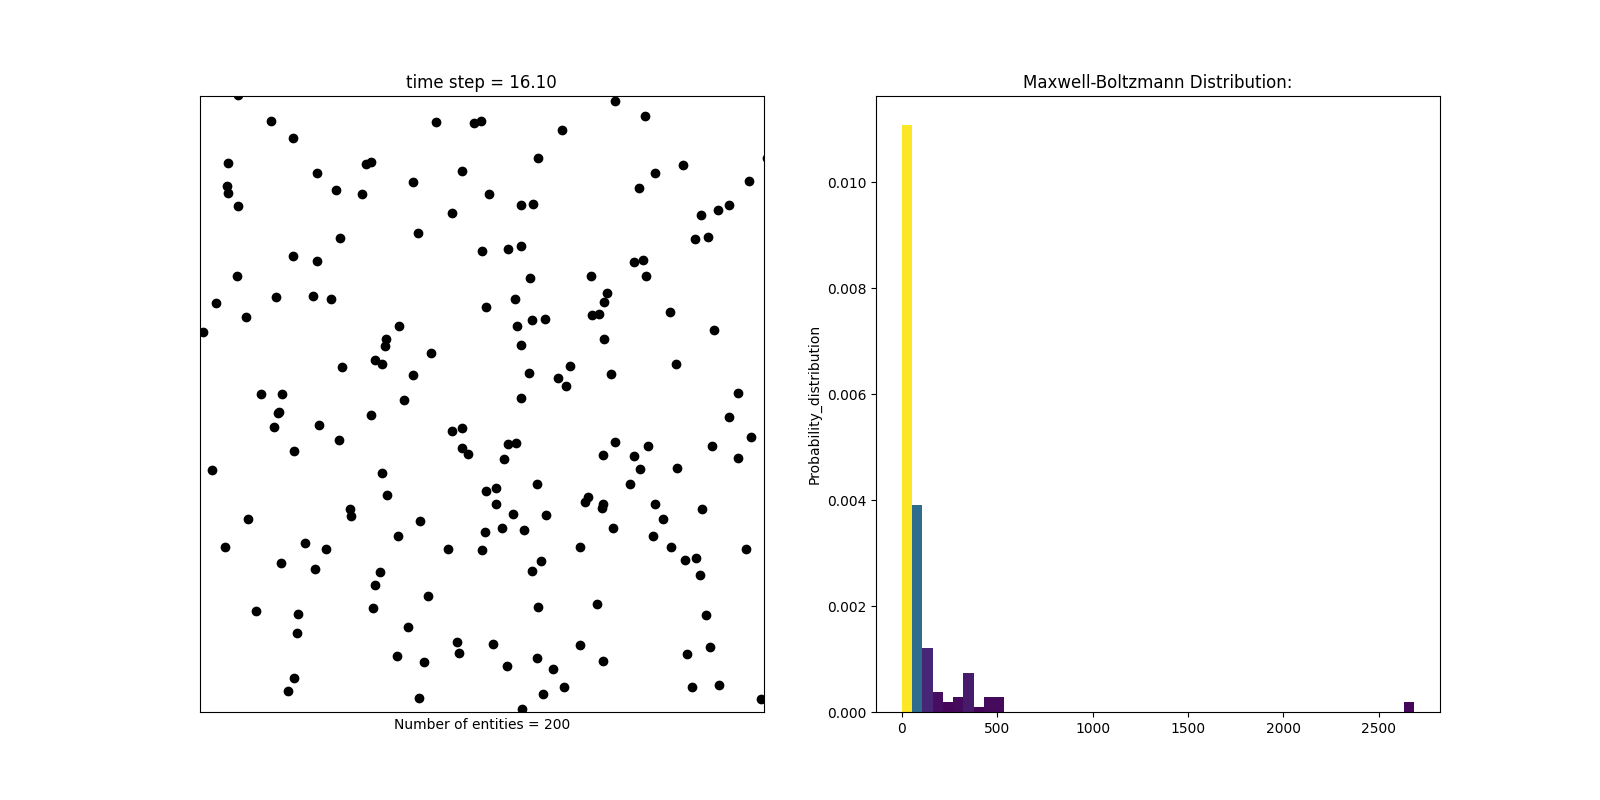 time step = 16.10
Number of entities = 200
Maxwell-Boltzmann Distribution:
Probability_distribution
0.010
0.008
0.006
0.004
0.002
0.000
0 500 1000 1500 2000 2500